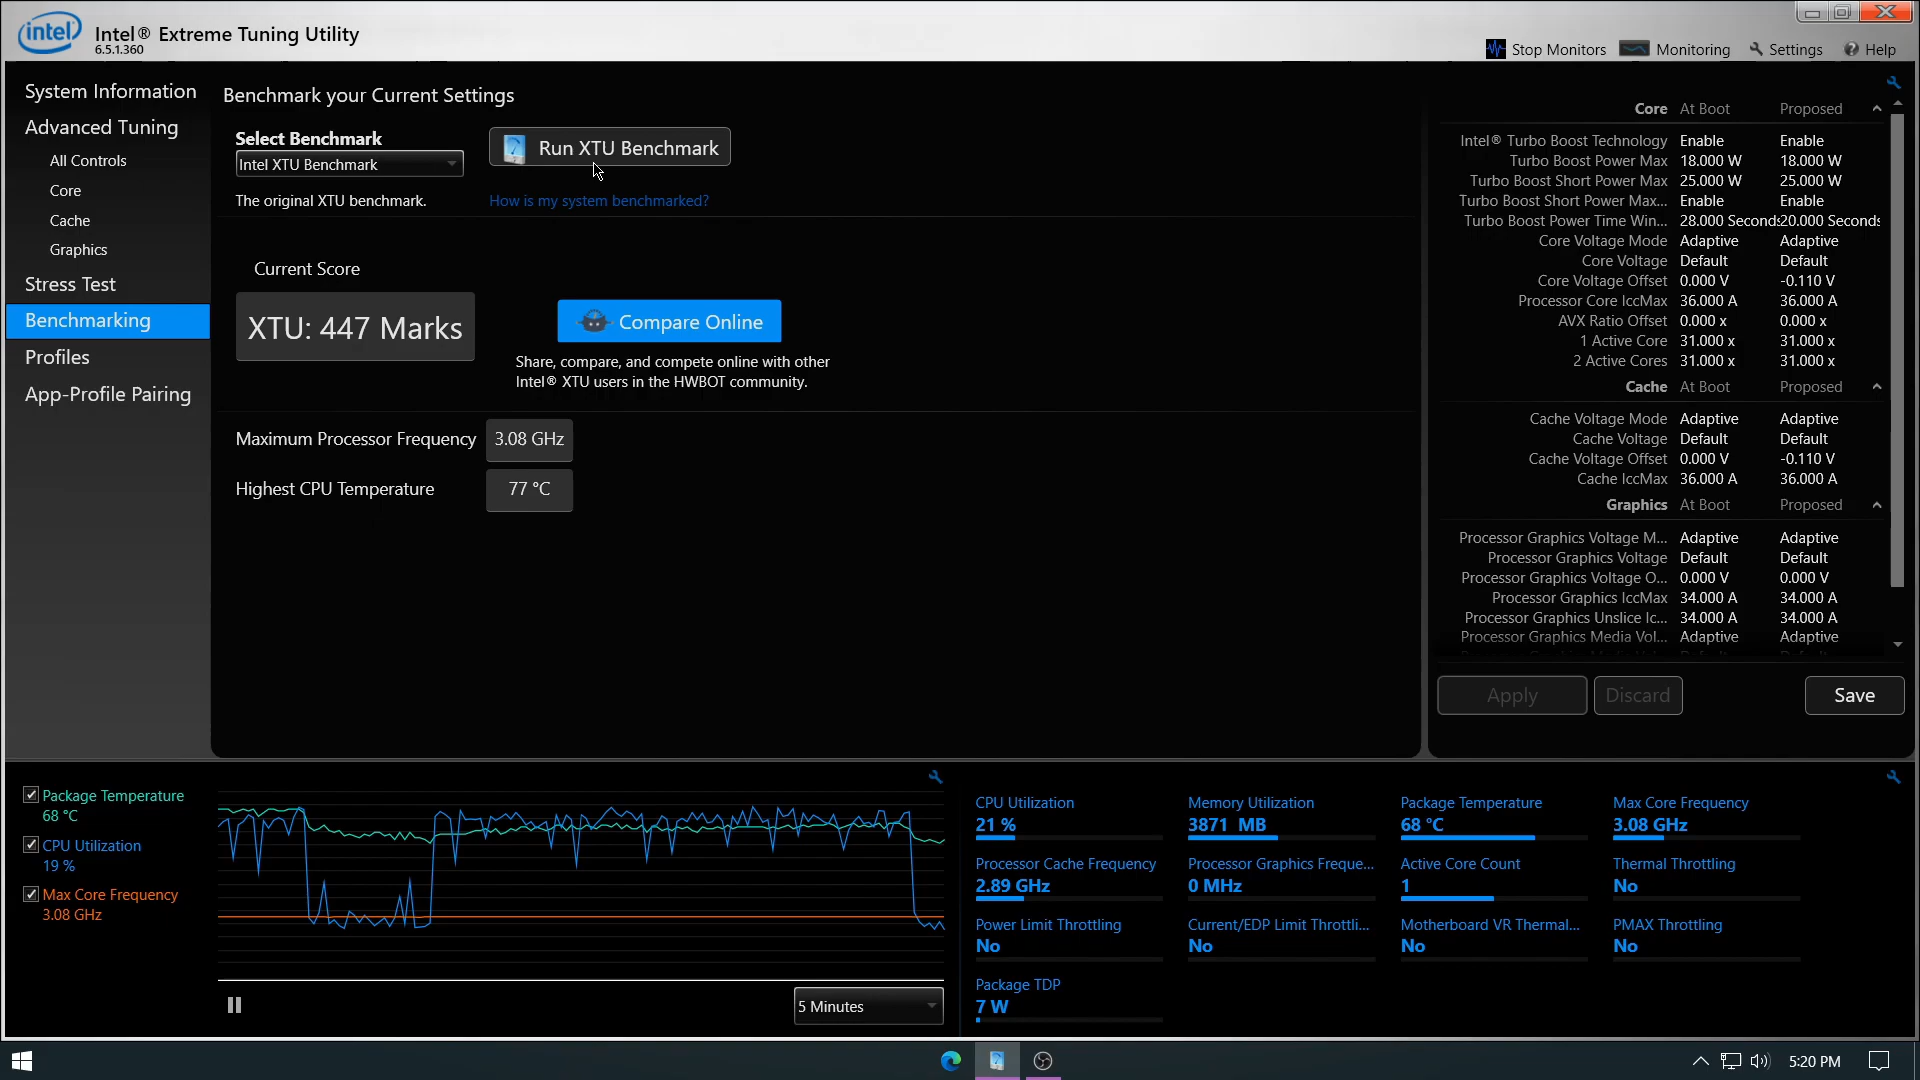 intel
Intel® Extreme Tuning Utility
6.5.1.360
Stop Monitors
Monitoring
Settings
Help
System Information
Advanced Tuning
All Controls
Core
Cache
Graphics
Stress Test
Benchmarking
Profiles
App-Profile Pairing
Benchmark your Current Settings
Select Benchmark
Intel XTU Benchmark
Run XTU Benchmark
The original XTU benchmark.
How is my system benchmarked?
Current Score
XTU: 447 Marks
Compare Online
Share, compare, and compete online with other
Intel® XTU users in the HWBOT community.
Maximum Processor Frequency 3.08 GHz
Highest CPU Temperature 77 °C
Core At Boot Proposed
Intel® Turbo Boost Technology Enable Enable
Turbo Boost Power Max 18.000 W 18.000 W
Turbo Boost Short Power Max 25.000 W 25.000 W
Turbo Boost Short Power Max... Enable Enable
Turbo Boost Power Time Win... 28.000 Seconds 20.000 Seconds
Core Voltage Mode Adaptive Adaptive
Core Voltage Default Default
Core Voltage Offset 0.000 V -0.110 V
Processor Core IccMax 36.000 A 36.000 A
AVX Ratio Offset 0.000 x 0.000 x
1 Active Core 31.000 x 31.000 x
2 Active Cores 31.000 x 31.000 x
Cache At Boot Proposed
Cache Voltage Mode Adaptive Adaptive
Cache Voltage Default Default
Cache Voltage Offset 0.000 V -0.110 V
Cache IccMax 36.000 A 36.000 A
Graphics At Boot Proposed
Processor Graphics Voltage M... Adaptive Adaptive
Processor Graphics Voltage Default Default
Processor Graphics Voltage O... 0.000 V 0.000 V
Processor Graphics IccMax 34.000 A 34.000 A
Processor Graphics Unslice Ic... 34.000 A 34.000 A
Processor Graphics Media Vol... Adaptive Adaptive
Apply
Discard
Save
Package Temperature
68 °C
CPU Utilization
19 %
Max Core Frequency
3.08 GHz
5 Minutes
CPU Utilization
21 %
Memory Utilization
3871 MB
Package Temperature
68 °C
Max Core Frequency
3.08 GHz
Processor Cache Frequency
2.89 GHz
Processor Graphics Freque...
0 MHz
Active Core Count
1
Thermal Throttling
No
Power Limit Throttling
No
Current/EDP Limit Throttli...
No
Motherboard VR Thermal...
No
PMAX Throttling
No
Package TDP
7 W
5:20 PM